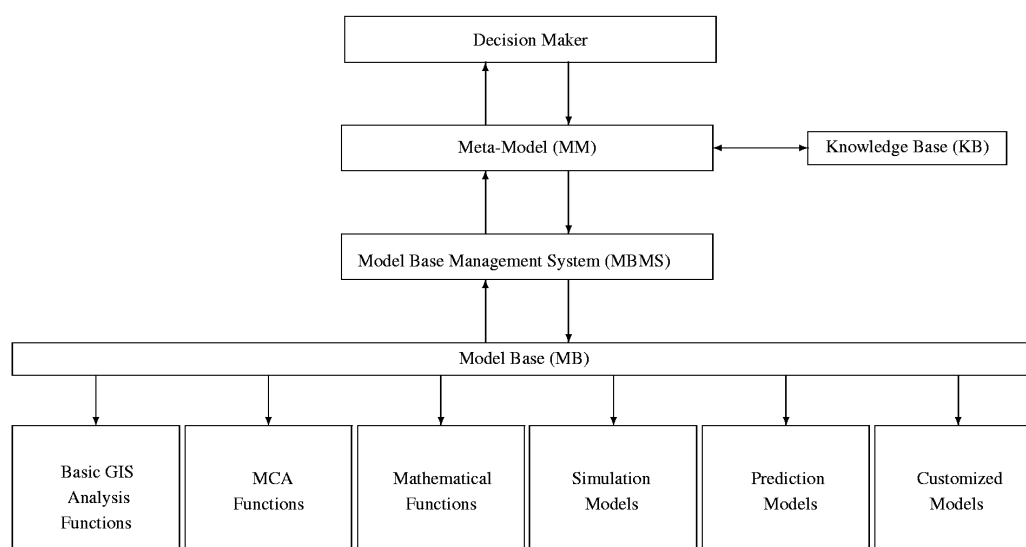 Decision Maker
Meta-Model (MM)
Knowledge Base (KB)
Model Base Management System (MBMS)
Model Base (MB)
Basic GIS
Analysis
Functions
MCA
Functions
Mathematical
Functions
Simulation
Models
Prediction
Models
Customized
Models